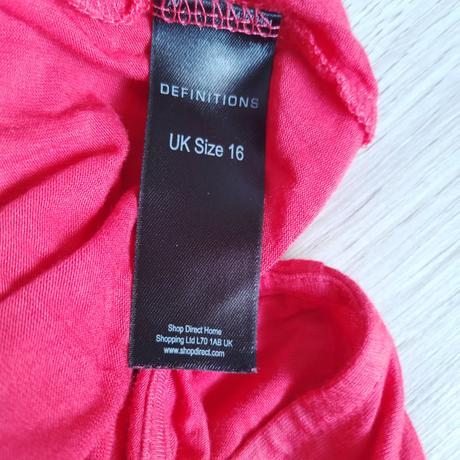 DEFINITIONS
UK Size 16
Shop Direct Home
Shopping Ltd L70 1AB UK
www.shopdirect.com